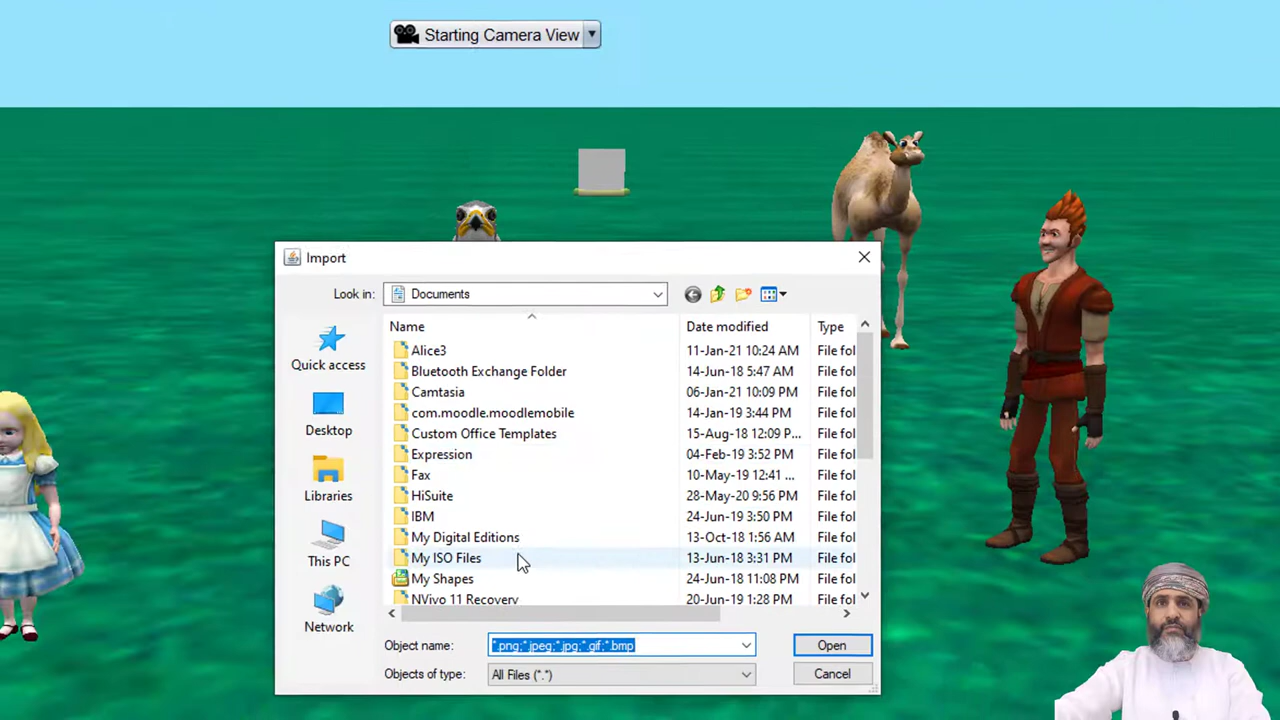 Starting Camera View
Import
Look in: Documents
Name Date modified Type
Alice3 11-Jan-21 10:24 AM File fol
Bluetooth Exchange Folder 14-Jun-18 5:47 AM File fol
Camtasia 06-Jan-21 10:09 PM File fol
com.moodle.moodlemobile 14-Jan-19 3:44 PM File fol
Custom Office Templates 15-Aug-18 12:09 P... File fol
Expression 04-Feb-19 3:52 PM File fol
Fax 10-May-19 12:41 ... File fol
HiSuite 28-May-20 9:56 PM File fol
IBM 24-Jun-19 3:50 PM File fol
My Digital Editions 13-Oct-18 1:56 AM File fol
My ISO Files 13-Jun-18 3:31 PM File fol
My Shapes 24-Jun-18 11:08 PM File fol
NVivo 11 Recovery 20-Jun-19 1:28 PM File fol
Quick access
Desktop
Libraries
This PC
Network
Object name: *.png;*.jpeg;*.jpg;*.gif;*.bmp Open
Objects of type: All Files (*.*) Cancel